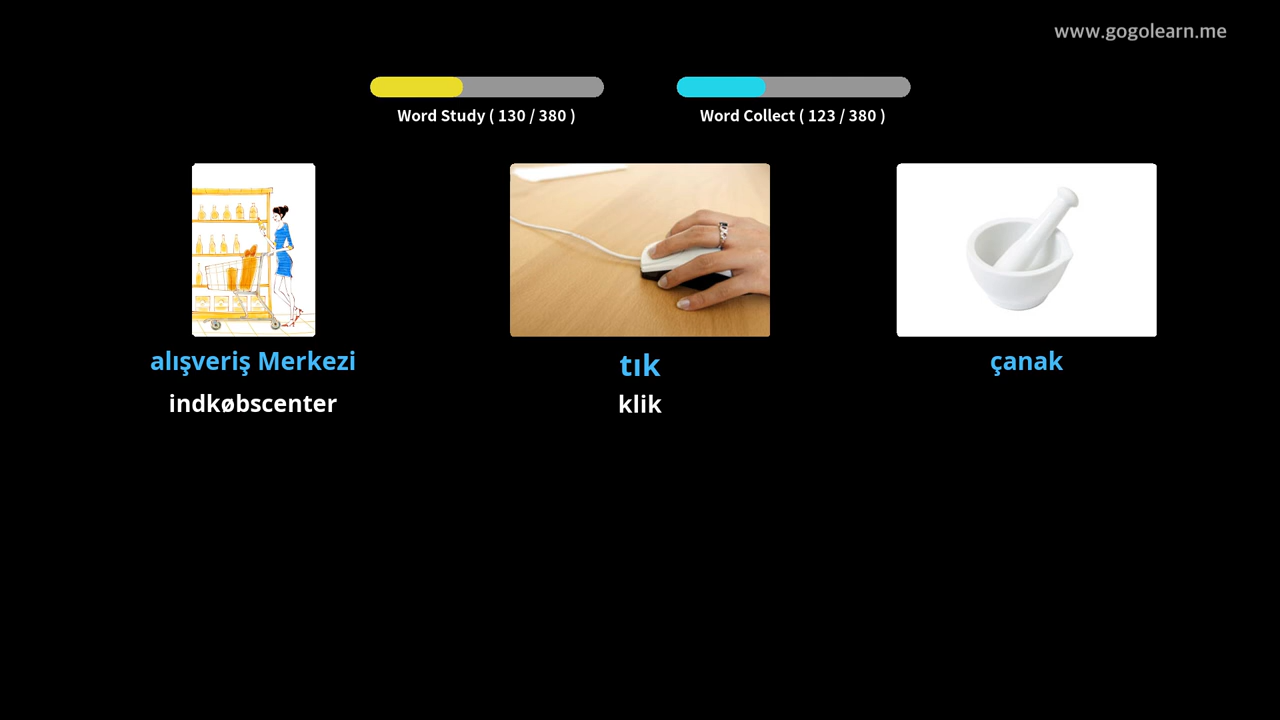 www.gogolearn.me
Word Study ( 130 / 380 )
Word Collect ( 123 / 380 )
alışveriş Merkezi
indkøbscenter
tık
klik
çanak